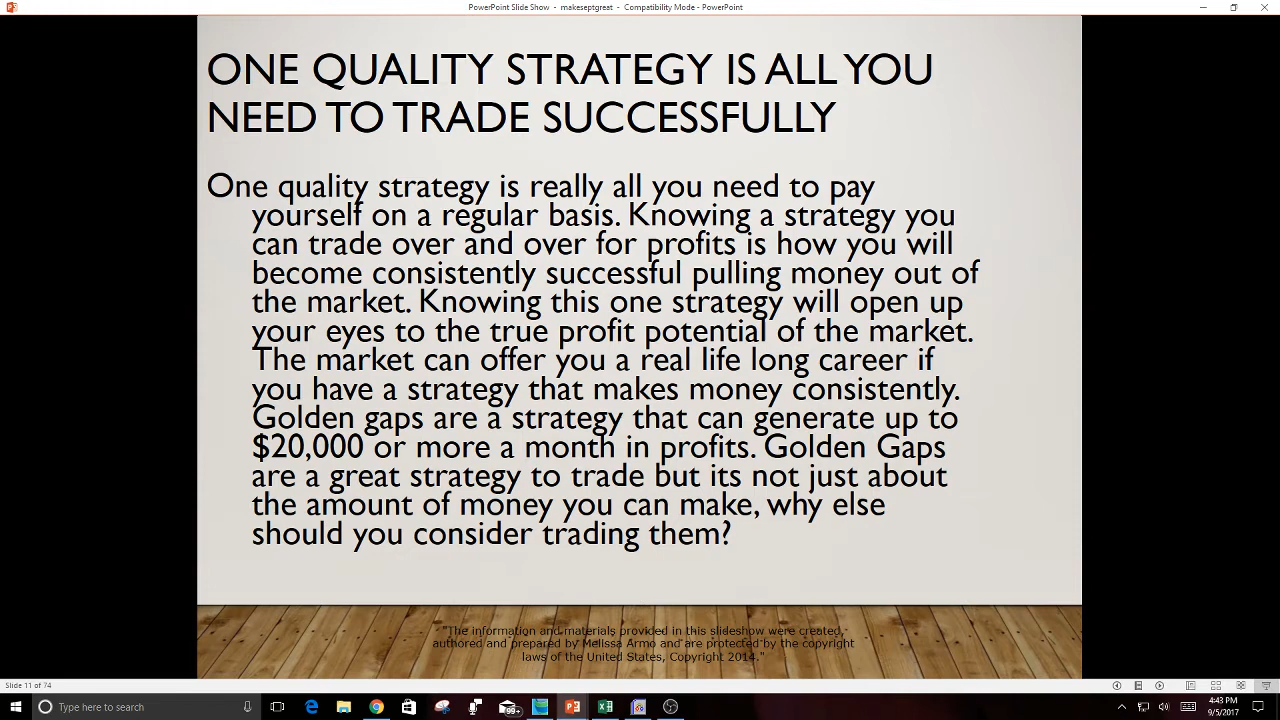 PowerPoint Slide Show - makeseptgreat - Compatibility Mode - PowerPoint
ONE QUALITY STRATEGY IS ALL YOU
NEED TO TRADE SUCCESSFULLY
One quality strategy is really all you need to pay
yourself on a regular basis. Knowing a strategy you
can trade over and over for profits is how you will
become consistently successful pulling money out of
the market. Knowing this one strategy will open up
your eyes to the true profit potential of the market.
The market can offer you a real life long career if
you have a strategy that makes money consistently.
Golden gaps are a strategy that can generate up to
$20,000 or more a month in profits. Golden Gaps
are a great strategy to trade but its not just about
the amount of money you can make, why else
should you consider trading them?
"The information and materials provided in this slideshow were created,
authored and prepared by Melissa Armo and are protected by the copyright
laws of the United States, Copyright 2014."
Slide 11 of 74
Type here to search
99+
4:43 PM
9/5/2017